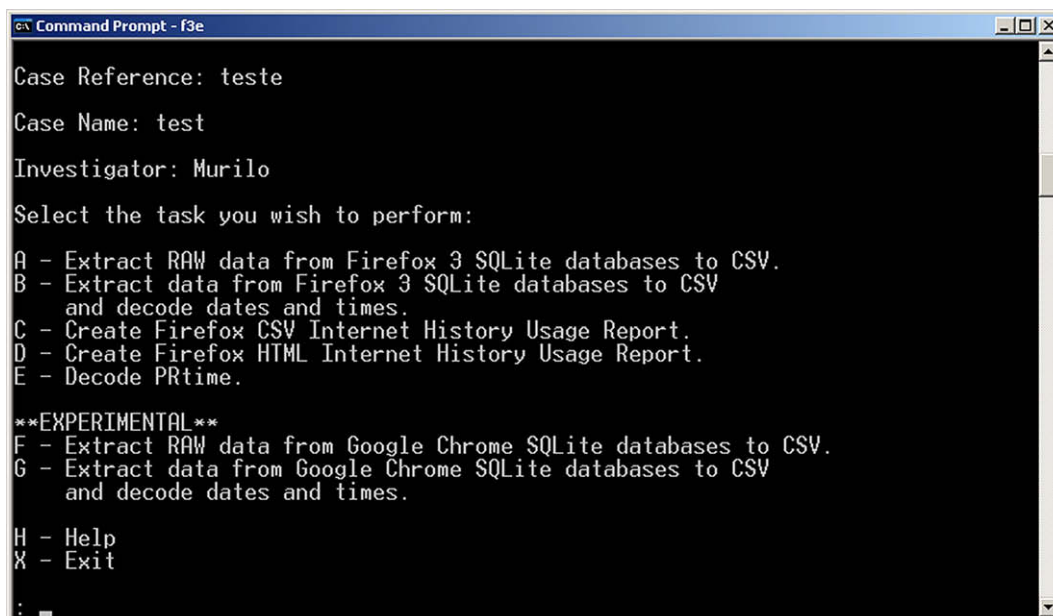 Command Prompt - f3e
Case Reference: teste
Case Name: test
Investigator: Murilo
Select the task you wish to perform:
A - Extract RAW data from Firefox 3 SQLite databases to CSV.
B - Extract data from Firefox 3 SQLite databases to CSV
and decode dates and times.
C - Create Firefox CSV Internet History Usage Report.
D - Create Firefox HTML Internet History Usage Report.
E - Decode PRtime.
**EXPERIMENTAL**
F - Extract RAW data from Google Chrome SQLite databases to CSV.
G - Extract data from Google Chrome SQLite databases to CSV
and decode dates and times.
H - Help
X - Exit
: _